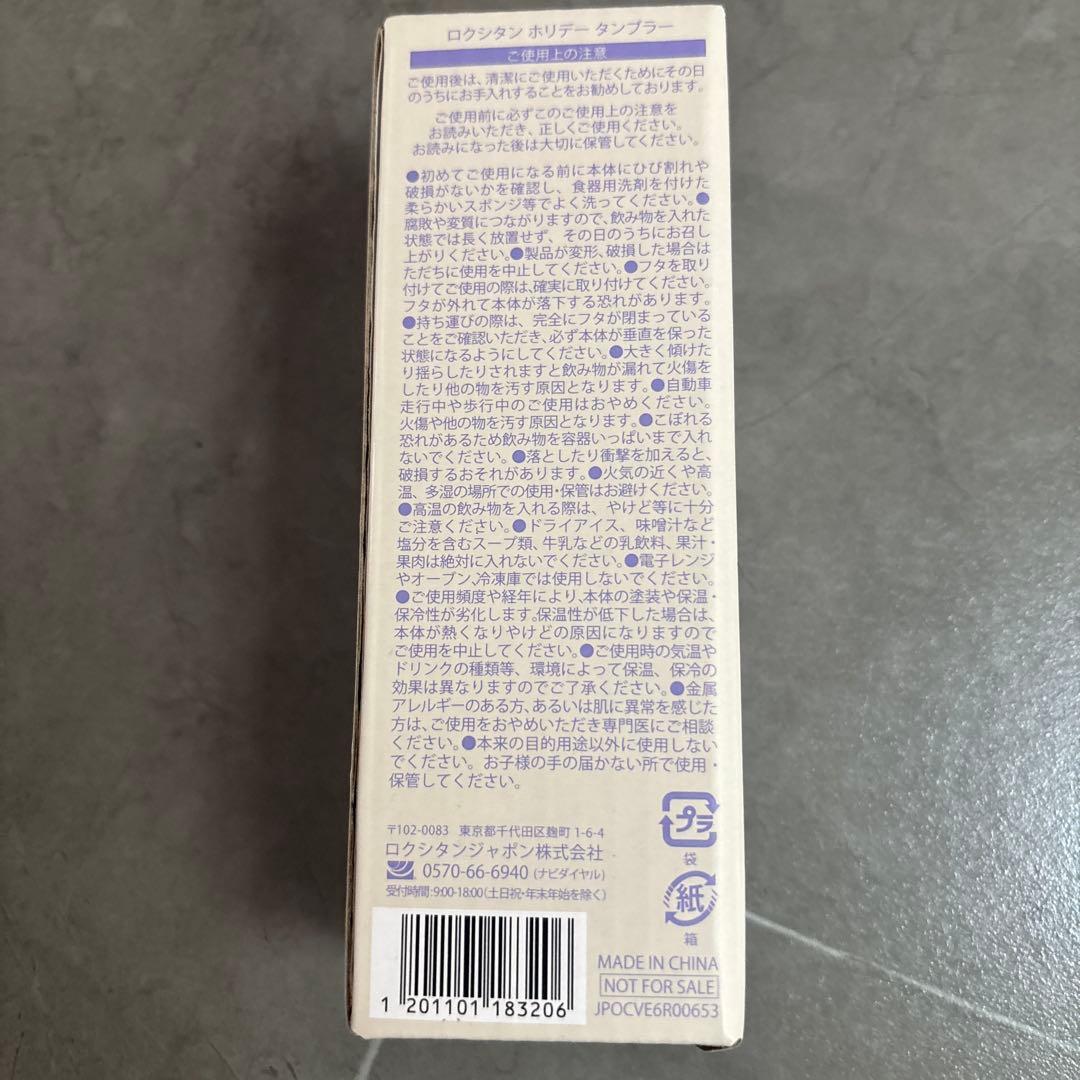 ロクシタン ホリデー タンブラー
ご使用上の注意
ご使用後は、清潔にご使用いただくためにその日
のうちにお手入れすることをお勧めしております。
ご使用前に必ずこのご使用上の注意を
お読みいただき、正しくご使用ください。
お読みになった後は大切に保管してください。
●初めてご使用になる前に本体にひび割れや
破損がないかを確認し、食器用洗剤を付けた
柔らかいスポンジ等でよく洗ってください。●
腐敗や変質につながりますので、飲み物を入れた
状態では長く放置せず、その日のうちにお召し
上がりください。●製品が変形、破損した場合は
ただちに使用を中止してください。●フタを取り
付けてご使用の際は、確実に取り付けてください。
フタが外れて本体が落下する恐れがあります。
●持ち運びの際は、完全にフタが閉まっている
ことをご確認いただき、必ず本体が垂直を保った
状態になるようにしてください。●大きく傾けた
り揺らしたりされますと飲み物が漏れて火傷を
したり他の物を汚す原因となります。●自動車
走行中や歩行中のご使用はおやめください。
火傷や他の物を汚す原因となります。●こぼれる
恐れがあるため飲み物を容器いっぱいまで入れ
ないでください。●落としたり衝撃を加えると、
破損するおそれがあります。●火気の近くや高
温、多湿の場所での使用・保管はお避けください。
●高温の飲み物を入れる際は、やけど等に十分
ご注意ください。●ドライアイス、味噌汁など
塩分を含むスープ類、牛乳などの乳飲料、果汁・
果肉は絶対に入れないでください。●電子レンジ
やオーブン、冷凍庫では使用しないでください。
●ご使用頻度や経年により、本体の塗装や保温・
保冷性が劣化します。保温性が低下した場合は、
本体が熱くなりやけどの原因になりますので
ご使用を中止してください。●ご使用時の気温や
ドリンクの種類等、環境によって保温、保冷の
効果は異なりますのでご了承ください。●金属
アレルギーのある方、あるいは肌に異常を感じた
方は、ご使用をおやめいただき専門医にご相談
ください。●本来の目的用途以外に使用しない
でください。お子様の手の届かない所で使用・
保管してください。
プラ
袋
紙
箱
〒102-0083 東京都千代田区麹町 1-6-4
ロクシタンジャポン株式会社
0570-66-6940 (ナビダイヤル)
受付時間：9:00-18:00（土日祝・年末年始を除く）
1 201101 183206
MADE IN CHINA
NOT FOR SALE
JPOCVE6R00653